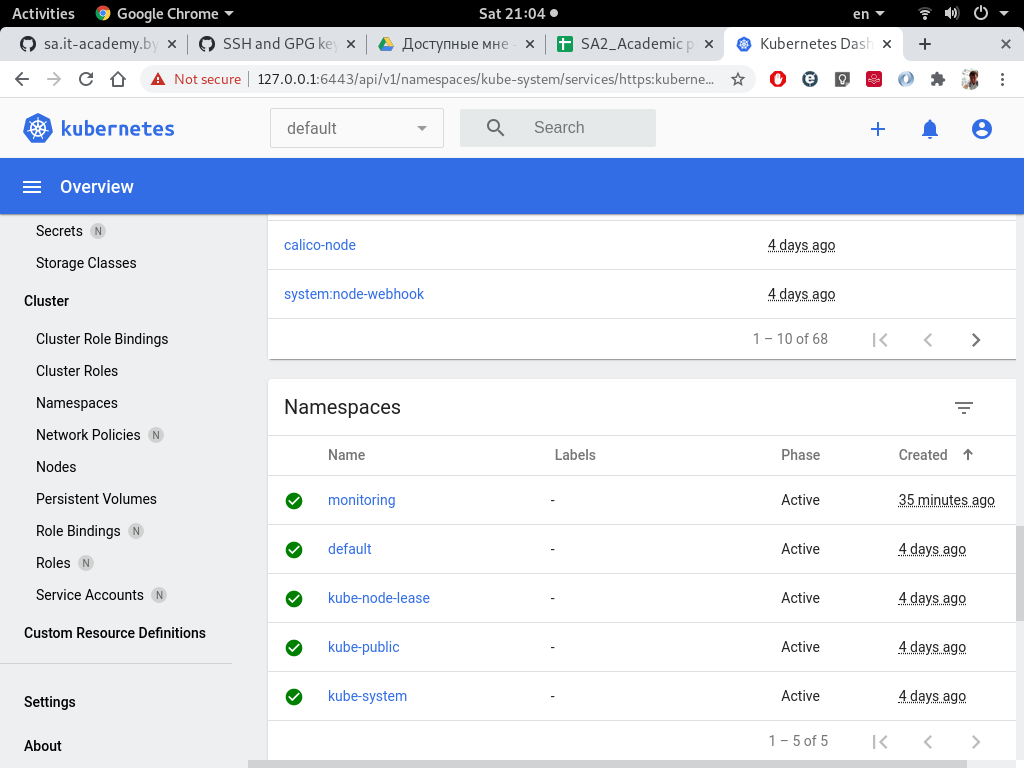 Activities Google Chrome Sat 21:04 en
sa.it-academy.by SSH and GPG key Доступные мне - SA2_Academic p Kubernetes Dash
Not secure 127.0.0.1:6443/api/v1/namespaces/kube-system/services/https:kuberne...
kubernetes default Search
Overview
Secrets N
Storage Classes
Cluster
Cluster Role Bindings
Cluster Roles
Namespaces
Network Policies N
Nodes
Persistent Volumes
Role Bindings N
Roles N
Service Accounts N
Custom Resource Definitions
Settings
About
calico-node 4 days ago
system:node-webhook 4 days ago
1 – 10 of 68
Namespaces
Name Labels Phase Created
monitoring - Active 35 minutes ago
default - Active 4 days ago
kube-node-lease - Active 4 days ago
kube-public - Active 4 days ago
kube-system - Active 4 days ago
1 – 5 of 5